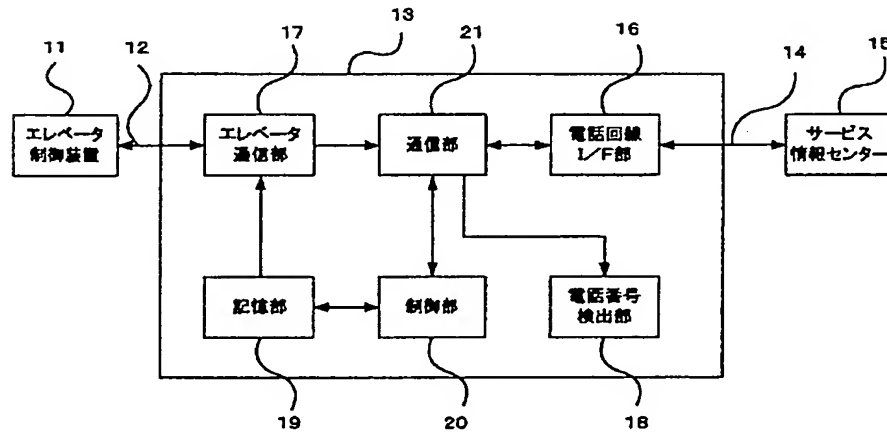 11
12
17
13
21
16
14
15
エレベータ
制御装置
エレベータ
通信部
通信部
電話回線
I/F部
サービス
情報センター
記憶部
制御部
電話番号
検出部
19
20
18